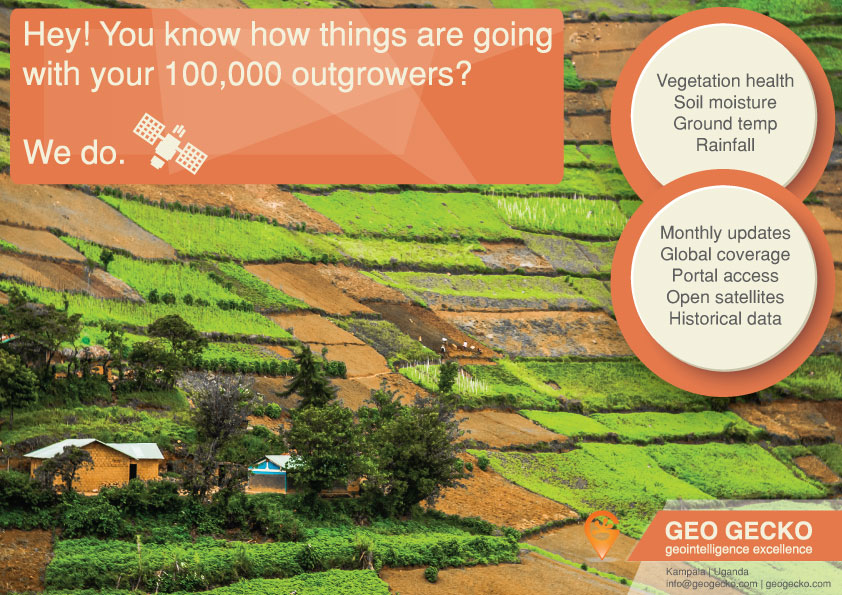 Hey! You know how things are going
with your 100,000 outgrowers?
We do.
Vegetation health
Soil moisture
Ground temp
Rainfall
Monthly updates
Global coverage
Portal access
Open satellites
Historical data
GEO GECKO
geointelligence excellence
Kampala | Uganda
info@geogecko.com | geogecko.com